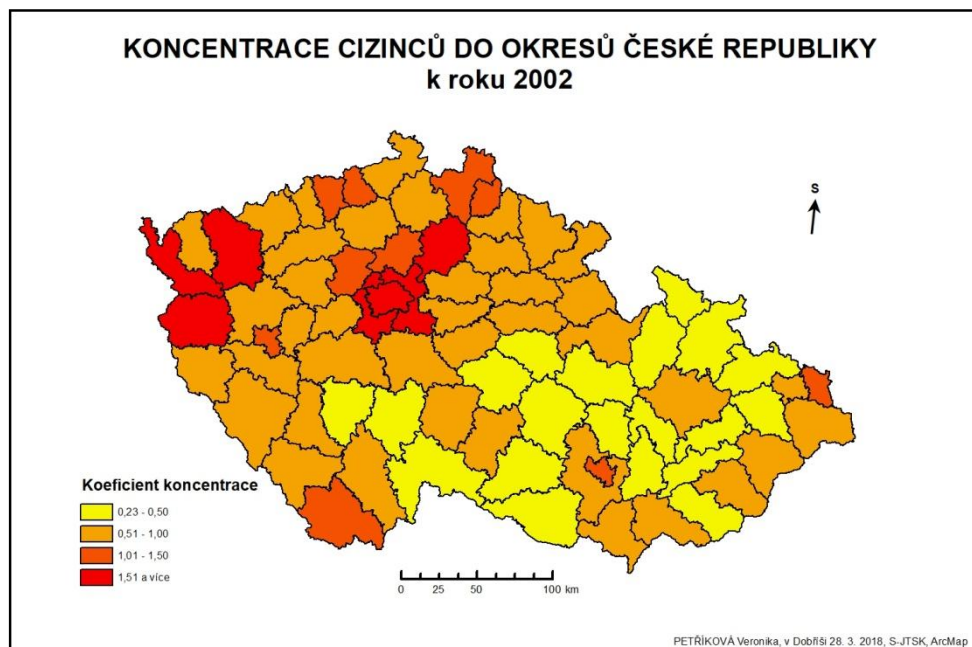 KONCENTRACE CIZINCŮ DO OKRESŮ ČESKÉ REPUBLIKY
k roku 2002
S
Koeficient koncentrace
0,23 - 0,50
0,51 - 1,00
1,01 - 1,50
1,51 a více
0 25 50 100 km
PETŘÍKOVÁ Veronika, v Dobříši 28. 3. 2018, S-JTSK, ArcMap